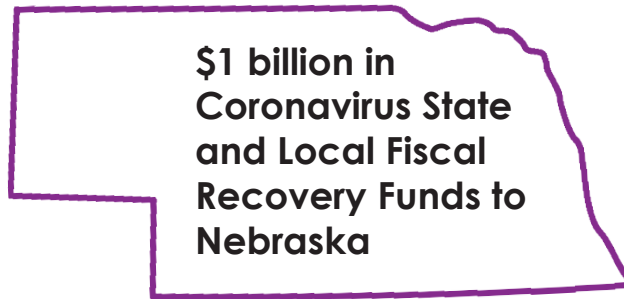 $1 billion in
Coronavirus State
and Local Fiscal
Recovery Funds to
Nebraska